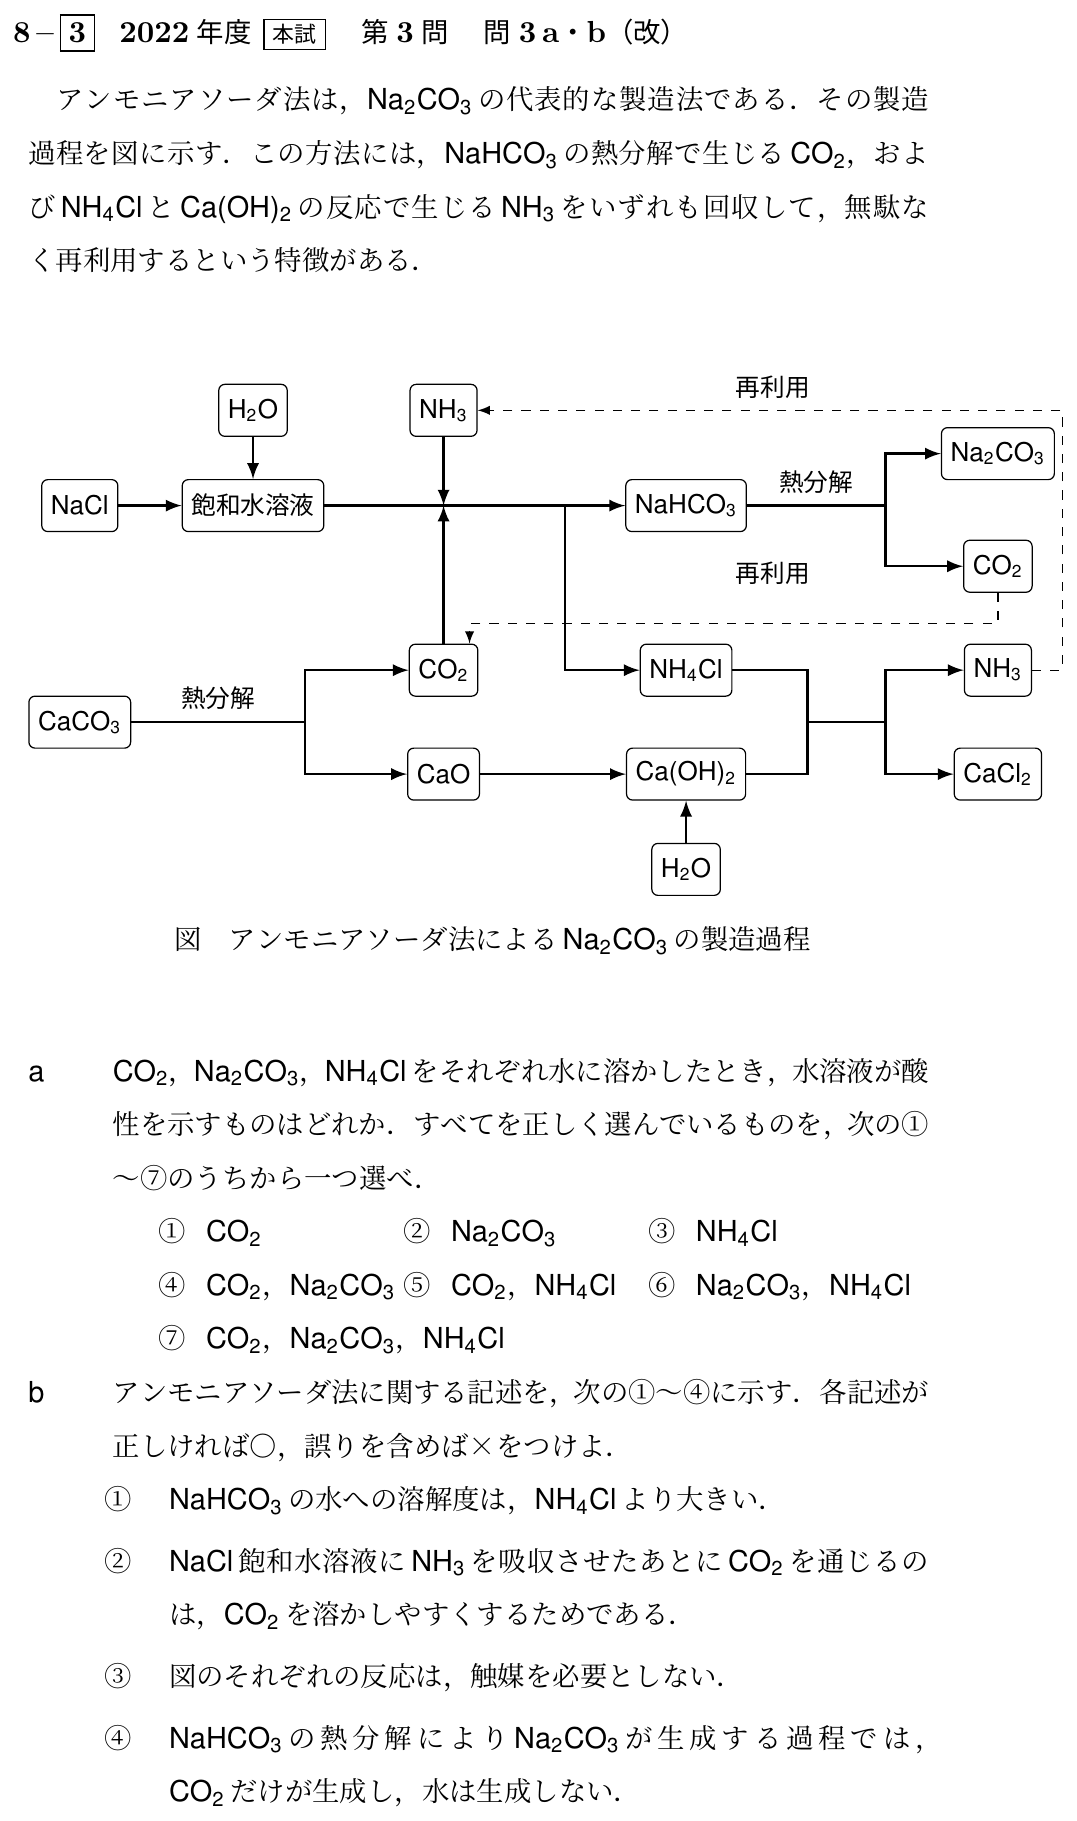 8－3 2022年度 本試 第3問 問3a・b（改）
アンモニアソーダ法は，Na₂CO₃の代表的な製造法である．その製造
過程を図に示す．この方法には，NaHCO₃の熱分解で生じるCO₂，およ
びNH₄ClとCa(OH)₂の反応で生じるNH₃をいずれも回収して，無駄な
く再利用するという特徴がある．
再利用
H₂O NH₃
Na₂CO₃
熱分解
NaCl 飽和水溶液 NaHCO₃
再利用 CO₂
CO₂ NH₄Cl NH₃
熱分解
CaCO₃
CaO Ca(OH)₂ CaCl₂
H₂O
図 アンモニアソーダ法によるNa₂CO₃の製造過程
a CO₂，Na₂CO₃，NH₄Clをそれぞれ水に溶かしたとき，水溶液が酸
性を示すものはどれか．すべてを正しく選んでいるものを，次の①
～⑦のうちから一つ選べ．
① CO₂ ② Na₂CO₃ ③ NH₄Cl
④ CO₂，Na₂CO₃ ⑤ CO₂，NH₄Cl ⑥ Na₂CO₃，NH₄Cl
⑦ CO₂，Na₂CO₃，NH₄Cl
b アンモニアソーダ法に関する記述を，次の①～④に示す．各記述が
正しければ○，誤りを含めば×をつけよ．
① NaHCO₃の水への溶解度は，NH₄Clより大きい．
② NaCl飽和水溶液にNH₃を吸収させたあとにCO₂を通じるの
は，CO₂を溶かしやすくするためである．
③ 図のそれぞれの反応は，触媒を必要としない．
④ NaHCO₃の熱分解によりNa₂CO₃が生成する過程では，
CO₂だけが生成し，水は生成しない．